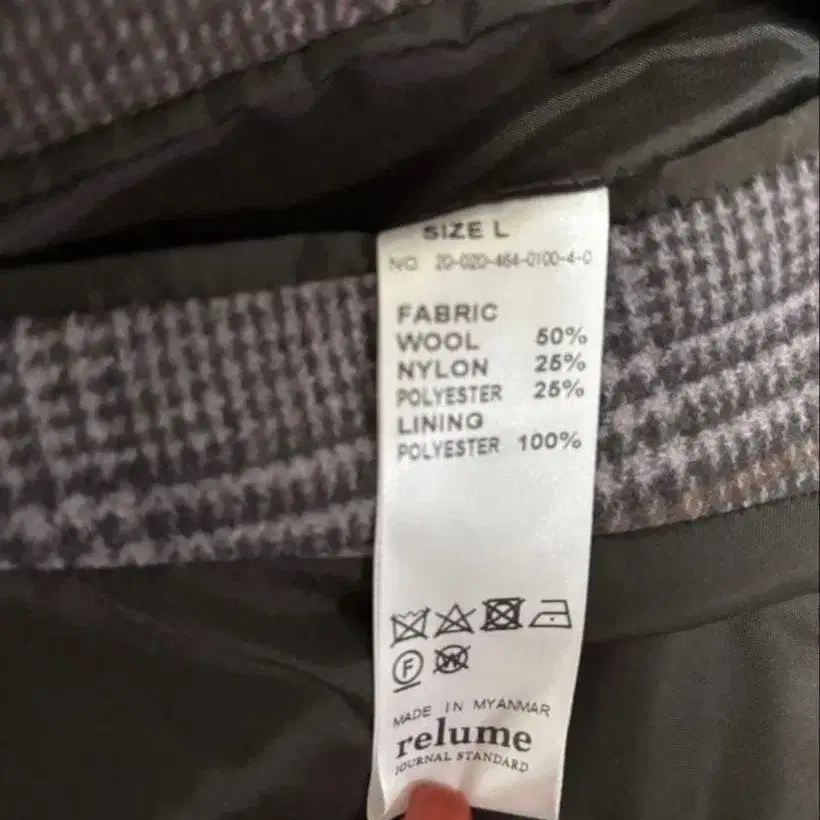 SIZE L
NO 20-020-464-0100-4-0
FABRIC
WOOL 50%
NYLON 25%
POLYESTER 25%
LINING
POLYESTER 100%
F
W
MADE IN MYANMAR
relume
JOURNAL STANDARD